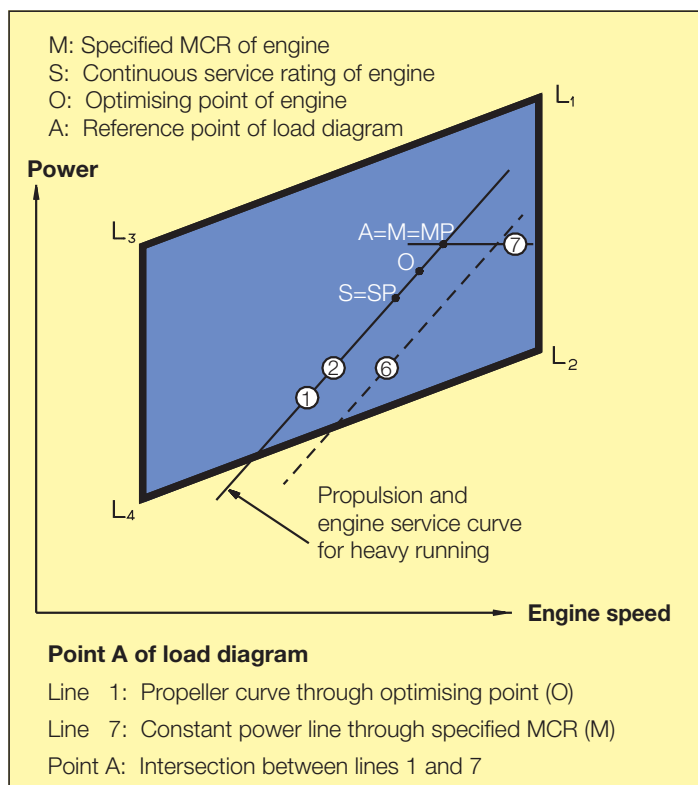 M: Specified MCR of engine
S: Continuous service rating of engine
O: Optimising point of engine
A: Reference point of load diagram
L₁
Power
A=M=MP
7
L₃
O
S=SP
L₂
2
6
1
L₄
Propulsion and
engine service curve
for heavy running
Engine speed
Point A of load diagram
Line 1: Propeller curve through optimising point (O)
Line 7: Constant power line through specified MCR (M)
Point A: Intersection between lines 1 and 7